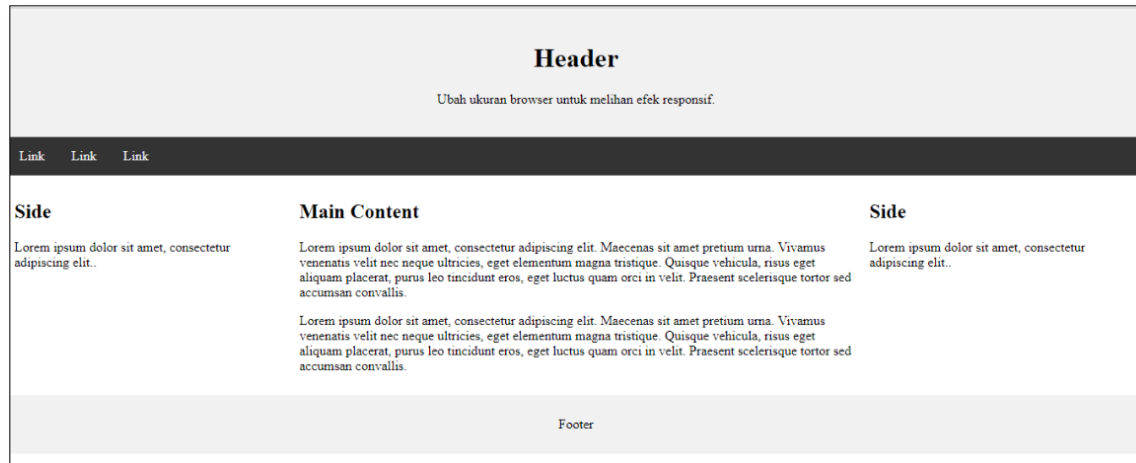 Header
Ubah ukuran browser untuk melihan efek responsif.
Link Link Link
Side
Lorem ipsum dolor sit amet, consectetur
adipiscing elit..
Main Content
Lorem ipsum dolor sit amet, consectetur adipiscing elit. Maecenas sit amet pretium urna. Vivamus
venenatis velit nec neque ultricies, eget elementum magna tristique. Quisque vehicula, risus eget
aliquam placerat, purus leo tincidunt eros, eget luctus quam orci in velit. Praesent scelerisque tortor sed
accumsan convallis.
Lorem ipsum dolor sit amet, consectetur adipiscing elit. Maecenas sit amet pretium urna. Vivamus
venenatis velit nec neque ultricies, eget elementum magna tristique. Quisque vehicula, risus eget
aliquam placerat, purus leo tincidunt eros, eget luctus quam orci in velit. Praesent scelerisque tortor sed
accumsan convallis.
Side
Lorem ipsum dolor sit amet, consectetur
adipiscing elit..
Footer